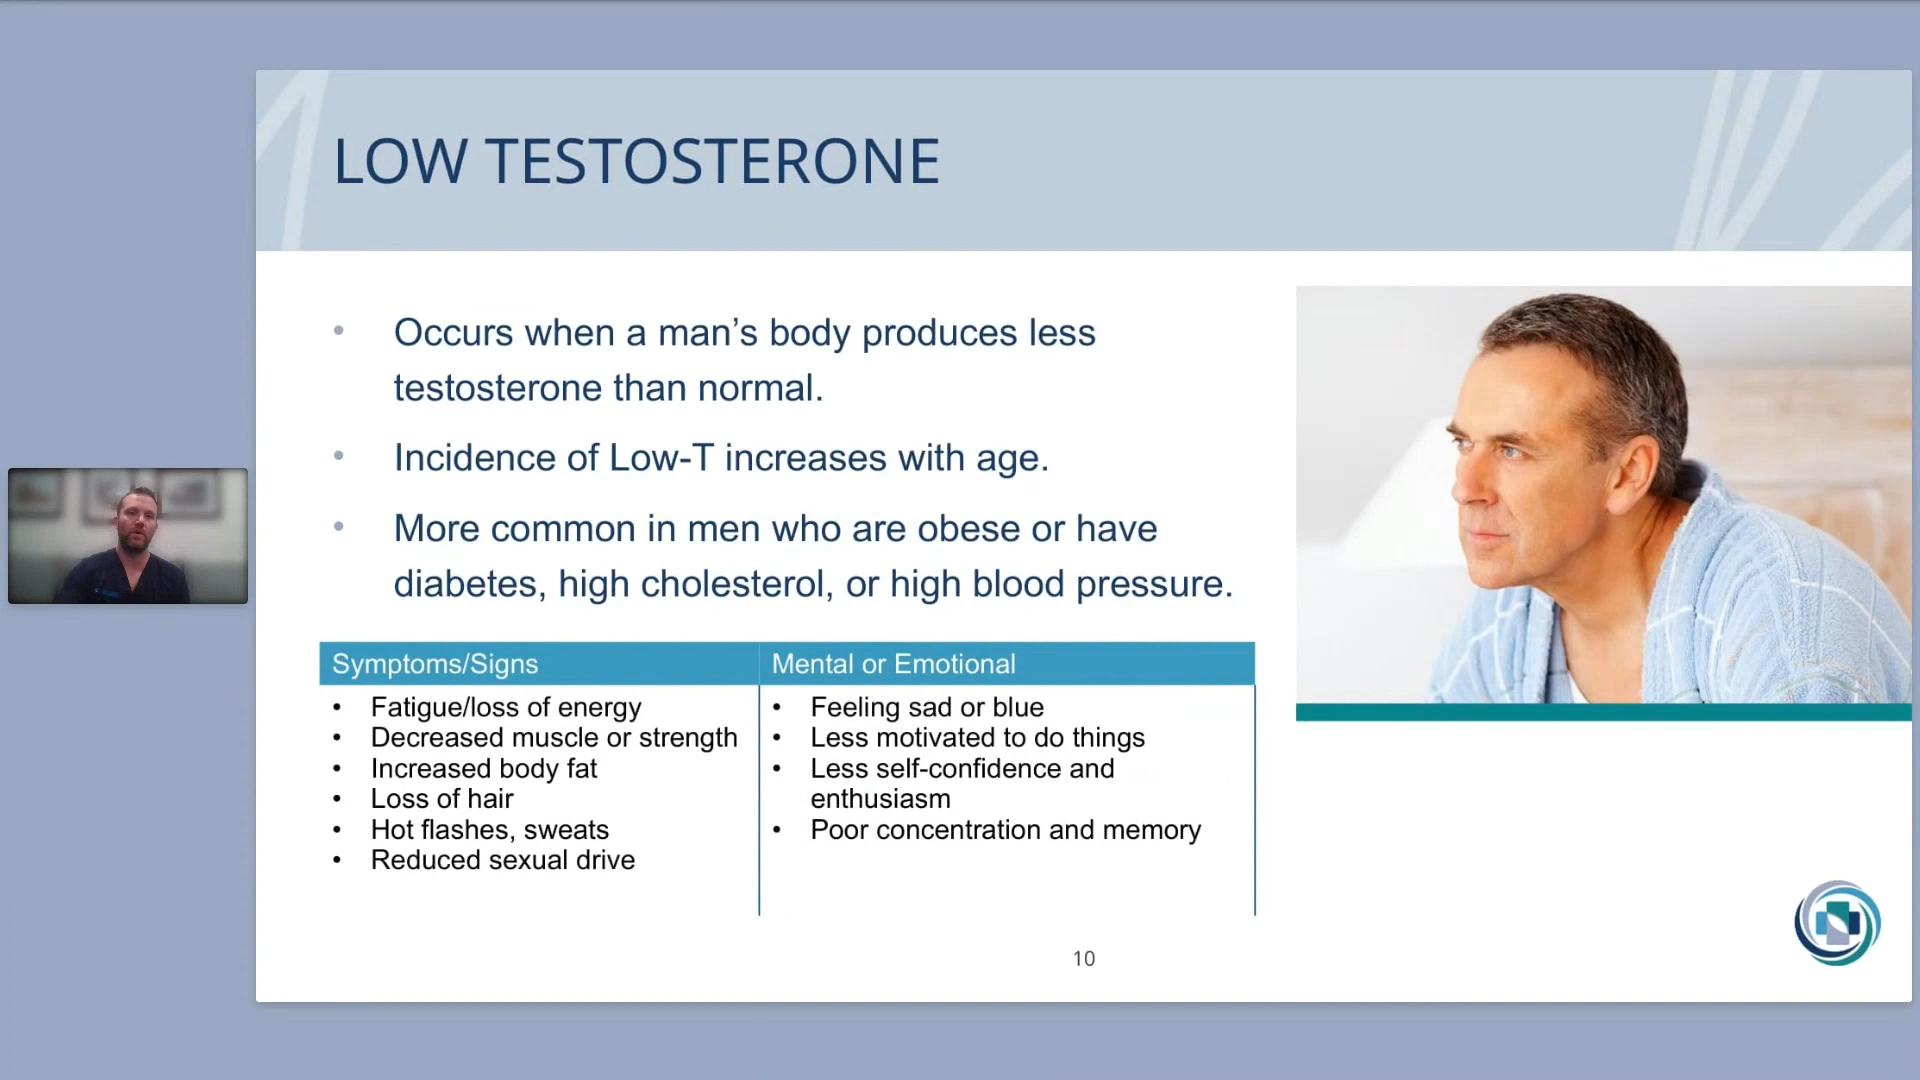 LOW TESTOSTERONE
• Occurs when a man’s body produces less
testosterone than normal.
• Incidence of Low-T increases with age.
• More common in men who are obese or have
diabetes, high cholesterol, or high blood pressure.
Symptoms/Signs
• Fatigue/loss of energy
• Decreased muscle or strength
• Increased body fat
• Loss of hair
• Hot flashes, sweats
• Reduced sexual drive
Mental or Emotional
• Feeling sad or blue
• Less motivated to do things
• Less self-confidence and
enthusiasm
• Poor concentration and memory
10